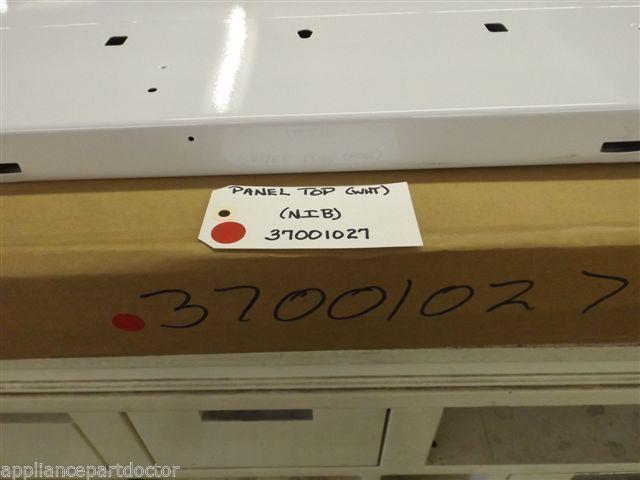 PANEL TOP (WHT)
(NIB)
37001027
37001027
appliancepartdoctor